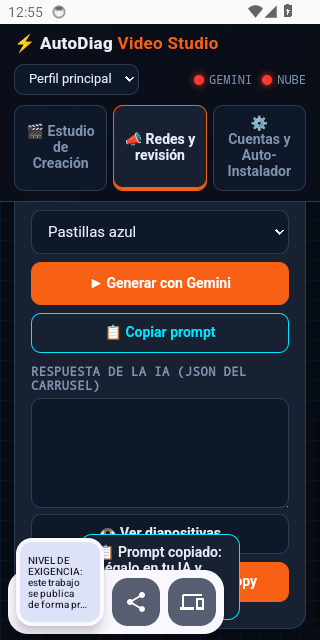 12:55
⚡ AutoDiag Video Studio
Perfil principal
GEMINI
NUBE
🎬 Estudio
de
Creación
📣 Redes y
revisión
⚙️
Cuentas y
Auto-
Instalador
Pastillas azul
► Generar con Gemini
📋 Copiar prompt
RESPUESTA DE LA IA (JSON DEL
CARRUSEL)
Ver diapositivas
📋 Prompt copiado:
en tu IA y
opy
NIVEL DE
EXIGENCIA:
este trabajo
se publica
de forma pr...